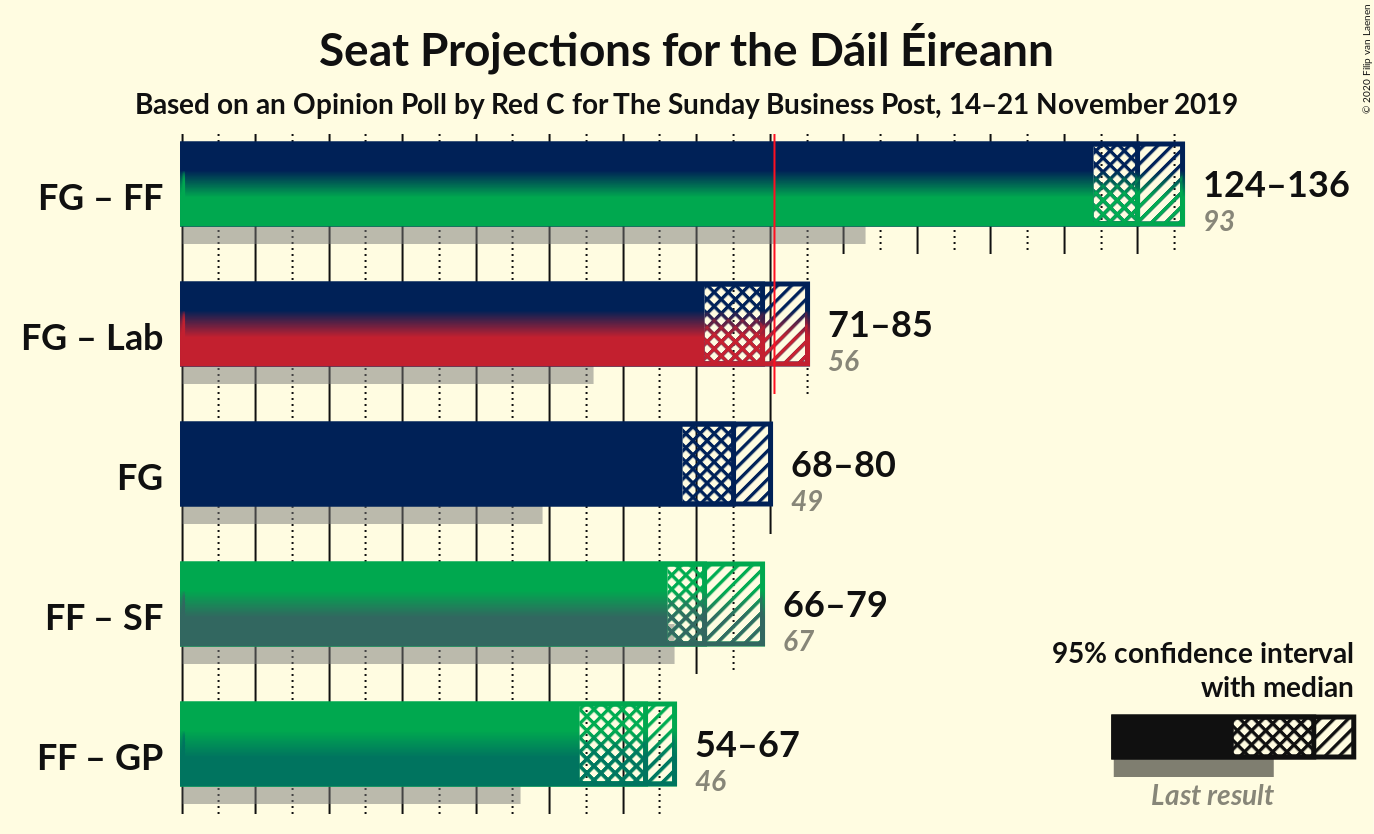 Seat Projections for the Dáil Éireann
Based on an Opinion Poll by Red C for The Sunday Business Post, 14–21 November 2019
© 2020 Filip van Laenen
FG – FF
124–136
93
FG – Lab
71–85
56
FG
68–80
49
FF – SF
66–79
67
FF – GP
54–67
46
95% confidence interval
with median
Last result